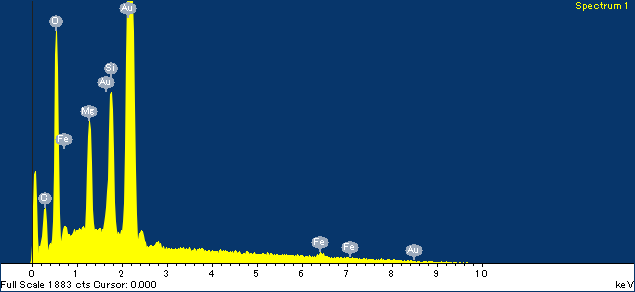 Spectrum 1
Au
O
Si
Au
Mg
Fe
Fe
Fe
Au
0 1 2 3 4 5 6 7 8 9 10
Full Scale 1883 cts Cursor: 0.000 keV